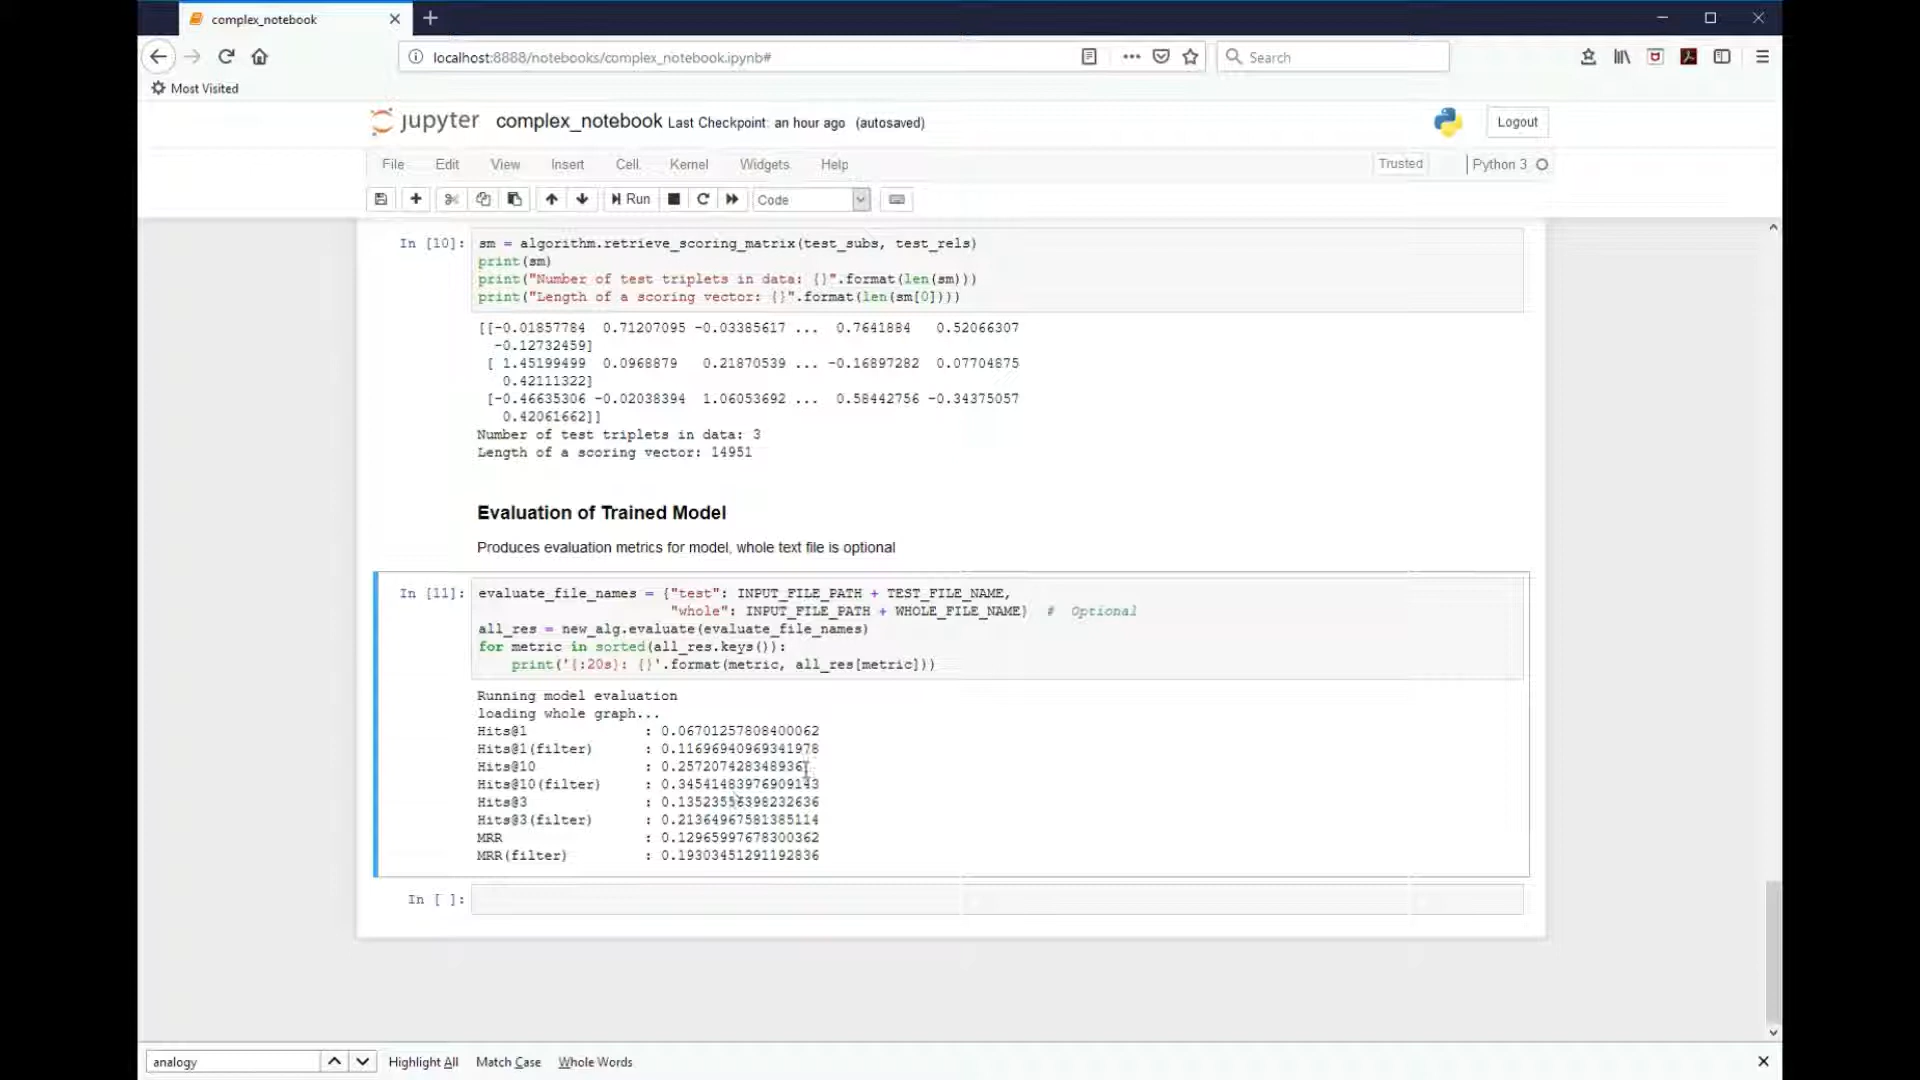 complex_notebook
localhost:8888/notebooks/complex_notebook.ipynb#
Search
Most Visited
jupyter complex_notebook Last Checkpoint: an hour ago (autosaved)
Logout
File Edit View Insert Cell Kernel Widgets Help
Trusted
Python 3
Run
Code
In [10]: sm = algorithm.retrieve_scoring_matrix(test_subs, test_rels)
print(sm)
print("Number of test triplets in data: {}".format(len(sm)))
print("Length of a scoring vector: {}".format(len(sm[0])))
[[-0.01857784 0.71207095 -0.03385617 ... 0.7641884 0.52066307
-0.12732459]
[ 1.45199499 0.0968879 0.21870539 ... -0.16897282 0.07704875
0.42111322]
[-0.46635306 -0.02038394 1.06053692 ... 0.58442756 -0.34375057
0.42061662]]
Number of test triplets in data: 3
Length of a scoring vector: 14951
Evaluation of Trained Model
Produces evaluation metrics for model, whole text file is optional
In [11]: evaluate_file_names = {"test": INPUT_FILE_PATH + TEST_FILE_NAME,
"whole": INPUT_FILE_PATH + WHOLE_FILE_NAME} # Optional
all_res = new_alg.evaluate(evaluate_file_names)
for metric in sorted(all_res.keys()):
print('{:20s}: {}'.format(metric, all_res[metric]))
Running model evaluation
loading whole graph...
Hits@1 : 0.06701257808400062
Hits@1(filter) : 0.11696940969341978
Hits@10 : 0.2572074283489361
Hits@10(filter) : 0.34541483976909143
Hits@3 : 0.13523556398232636
Hits@3(filter) : 0.21364967581385114
MRR : 0.12965997678300362
MRR(filter) : 0.19303451291192836
In [ ]:
analogy
Highlight All Match Case Whole Words